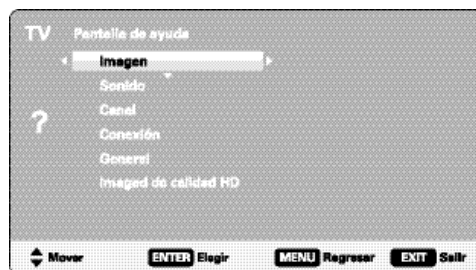 TV Pantalla de ayuda
Imagen
Sonido
Canal
?
Conexión
General
Imaged da calidad HD
Mover ENTER Elegir MENU Regresar EXIT Salir